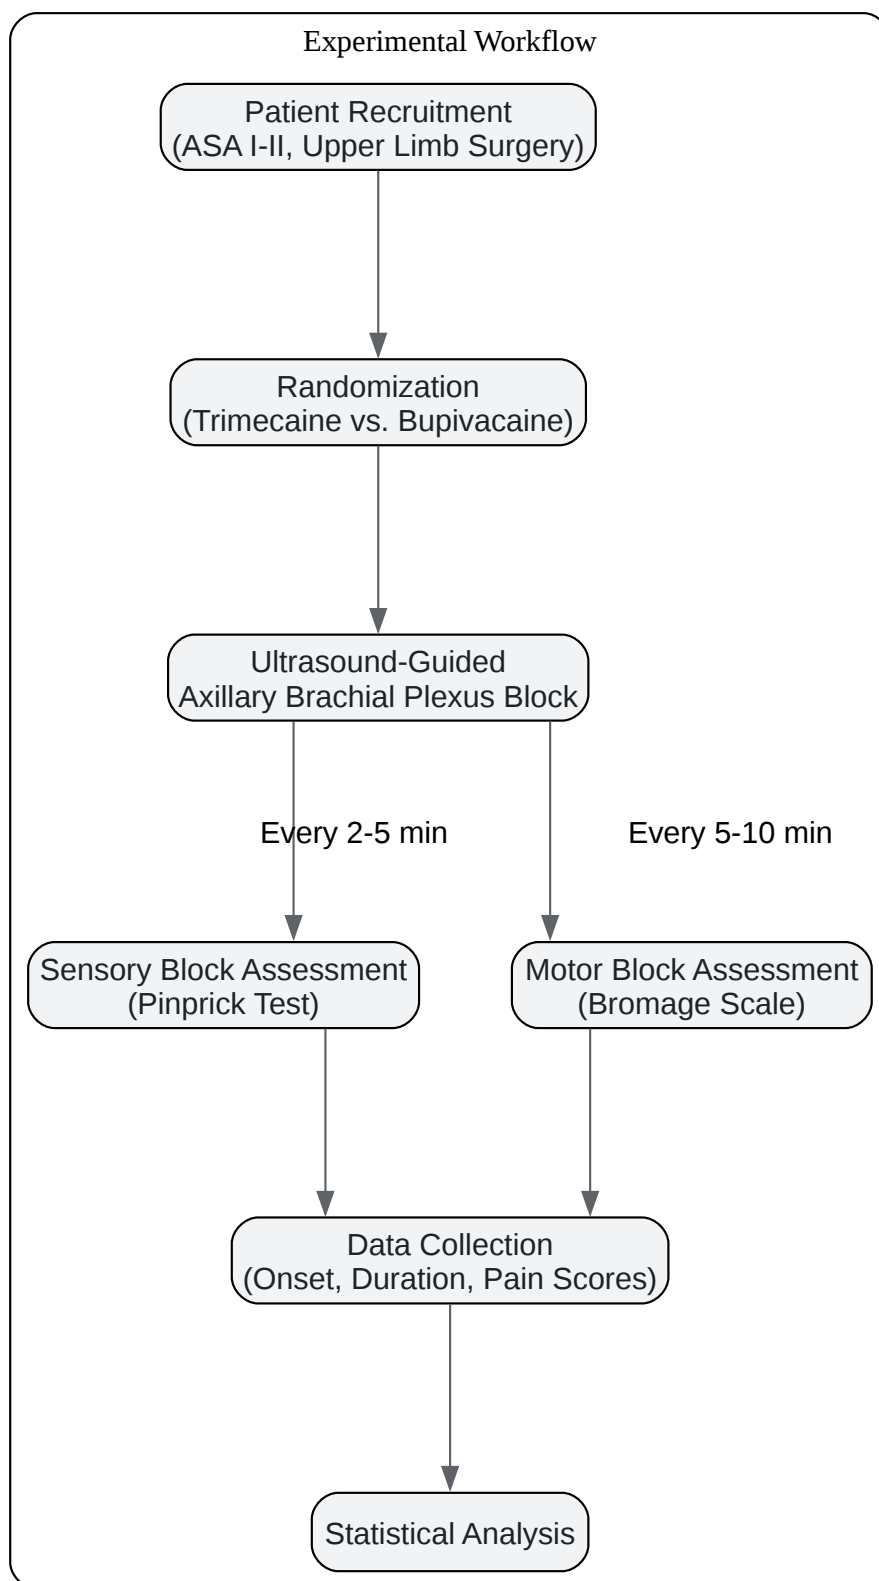 Experimental Workflow
Patient Recruitment
(ASA I-II, Upper Limb Surgery)
Randomization
(Trimecaine vs. Bupivacaine)
Ultrasound-Guided
Axillary Brachial Plexus Block
Every 2-5 min
Every 5-10 min
Sensory Block Assessment
(Pinprick Test)
Motor Block Assessment
(Bromage Scale)
Data Collection
(Onset, Duration, Pain Scores)
Statistical Analysis